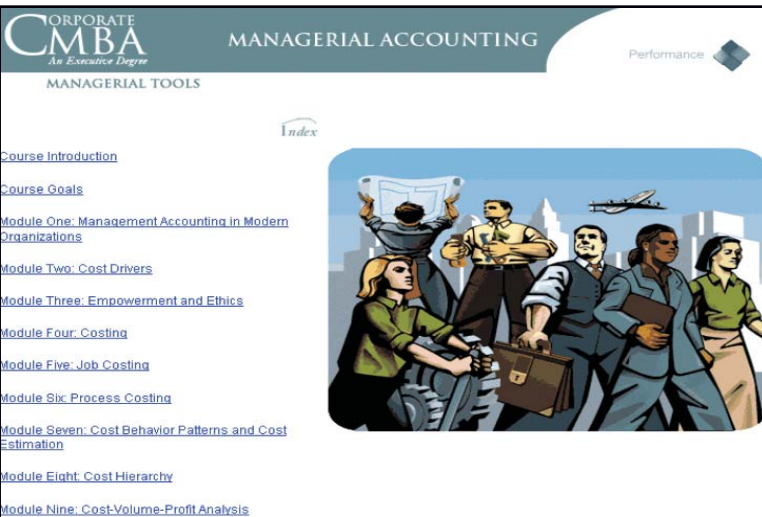 CORPORATE
MBA
An Executive Degree
MANAGERIAL ACCOUNTING
Performance
MANAGERIAL TOOLS
Index
Course Introduction
Course Goals
Module One: Management Accounting in Modern
Organizations
Module Two: Cost Drivers
Module Three: Empowerment and Ethics
Module Four: Costing
Module Five: Job Costing
Module Six: Process Costing
Module Seven: Cost Behavior Patterns and Cost
Estimation
Module Eight: Cost Hierarchy
Module Nine: Cost-Volume-Profit Analysis